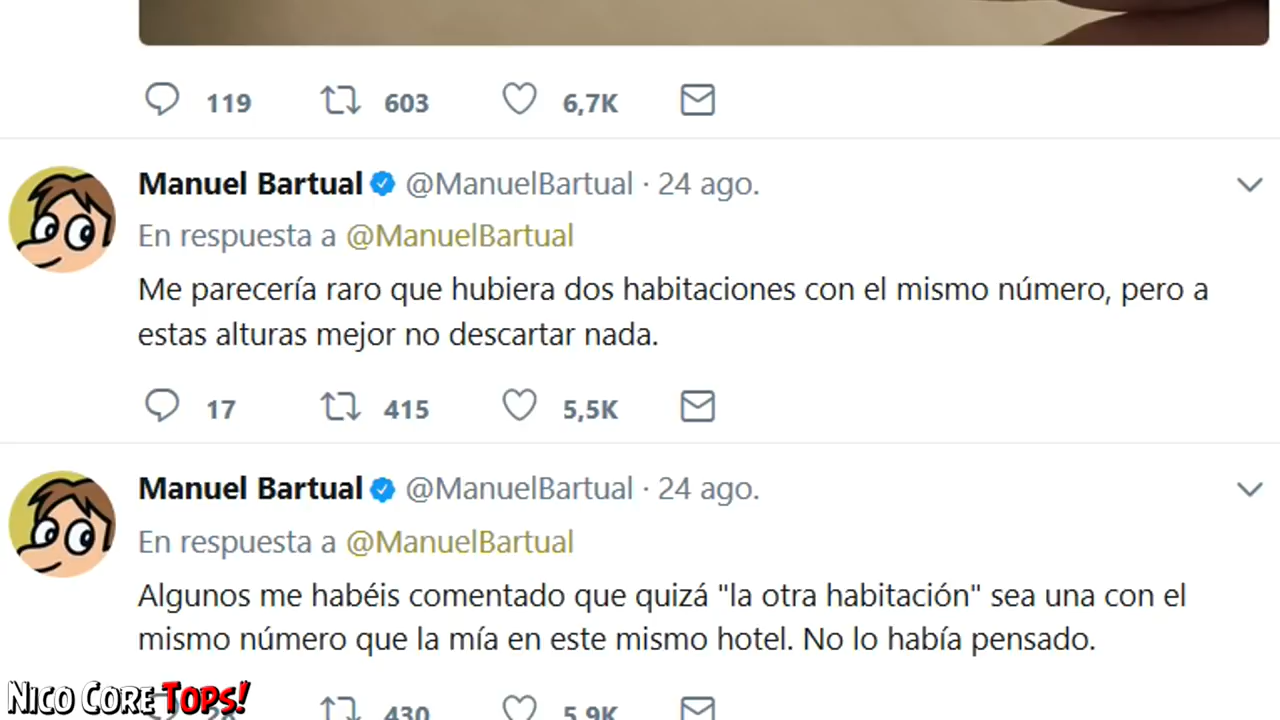 119 603 6,7K
Manuel Bartual @ManuelBartual · 24 ago.
En respuesta a @ManuelBartual
Me parecería raro que hubiera dos habitaciones con el mismo número, pero a
estas alturas mejor no descartar nada.
17 415 5,5K
Manuel Bartual @ManuelBartual · 24 ago.
En respuesta a @ManuelBartual
Algunos me habéis comentado que quizá "la otra habitación" sea una con el
mismo número que la mía en este mismo hotel. No lo había pensado.
430 5,9K
Nico Core Tops!